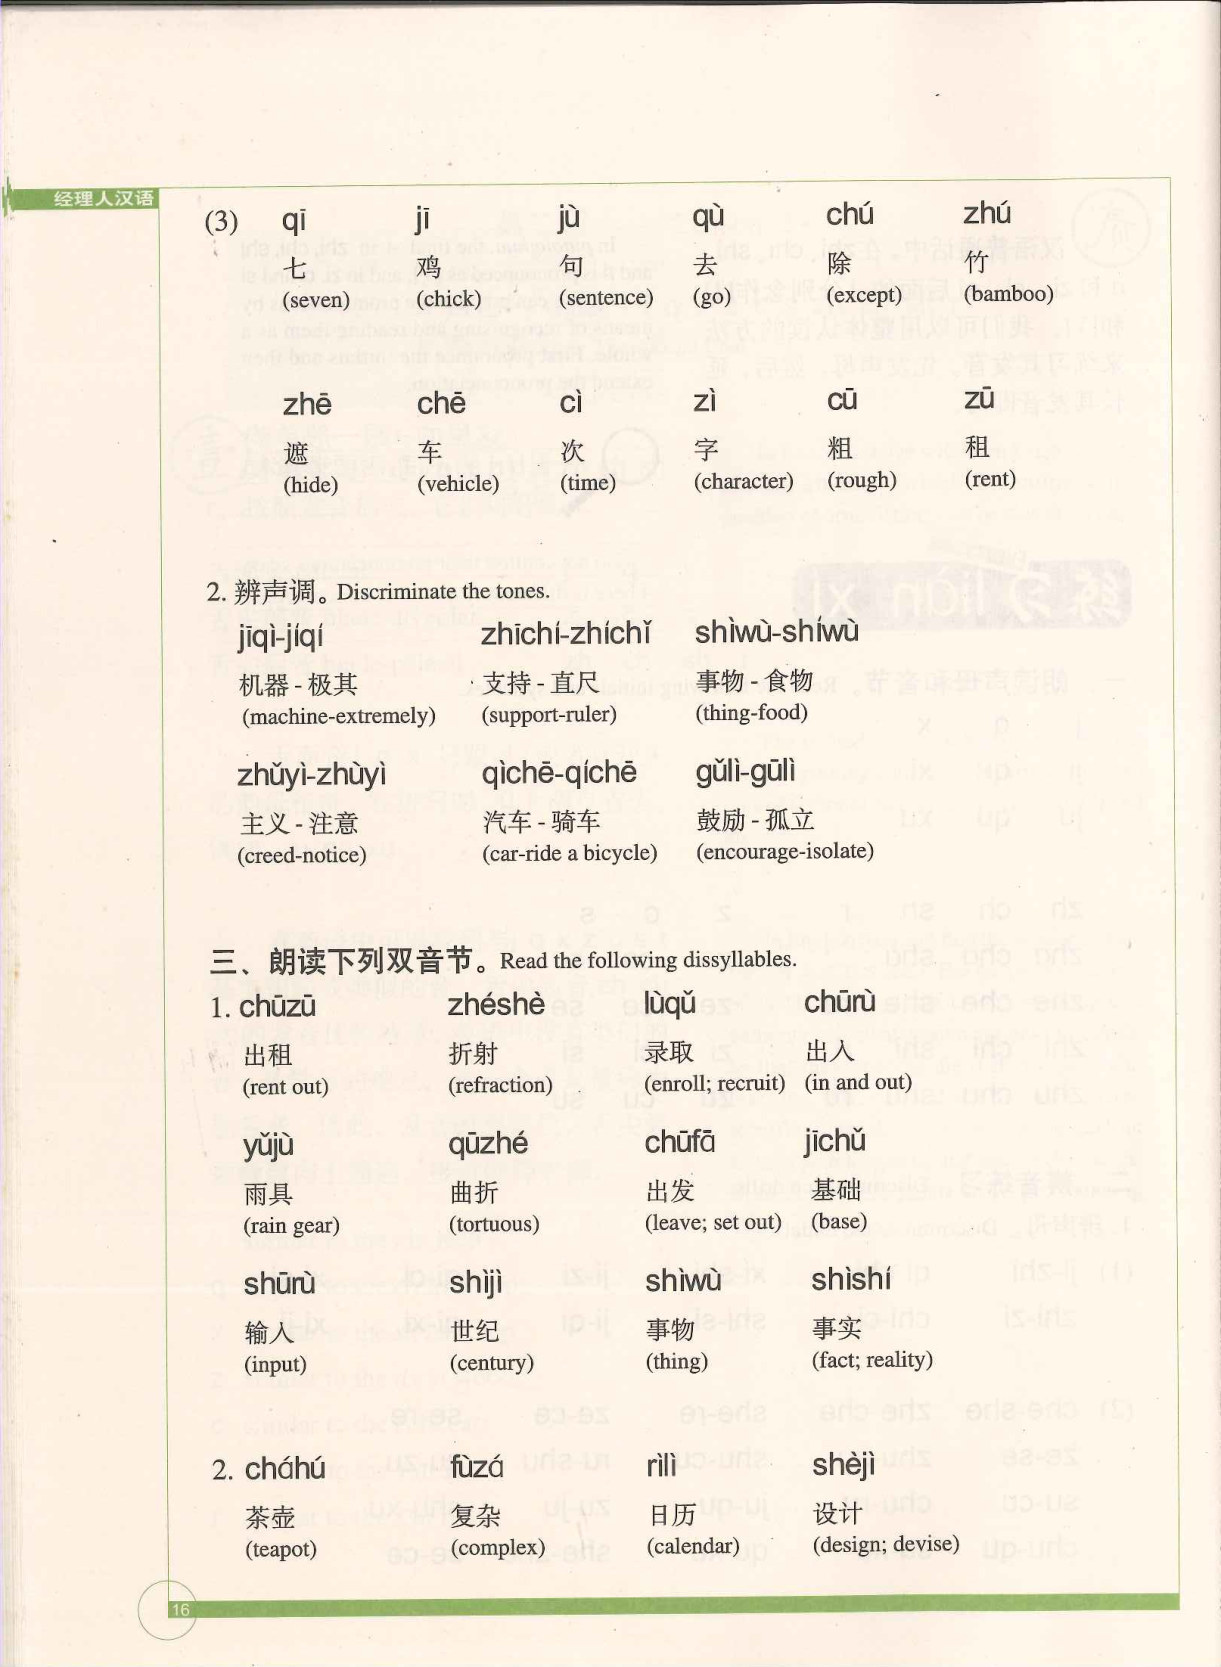 经理人汉语
(3) qī jī jù qù chú zhú
七 鸡 句 去 除 竹
(seven) (chick) (sentence) (go) (except) (bamboo)
zhē chē cì zì cū zū
遮 车 次 字 粗 租
(hide) (vehicle) (time) (character) (rough) (rent)
2. 辨声调。Discriminate the tones.
jīqì-jíqí zhīchí-zhíchǐ shìwù-shíwù
机器 - 极其 支持 - 直尺 事物 - 食物
(machine-extremely) (support-ruler) (thing-food)
zhǔyì-zhùyì qìchē-qíchē gǔlì-gūlì
主义 - 注意 汽车 - 骑车 鼓励 - 孤立
(creed-notice) (car-ride a bicycle) (encourage-isolate)
三、朗读下列双音节。Read the following dissyllables.
1. chūzū zhéshè lùqǔ chūrù
出租 折射 录取 出入
(rent out) (refraction) (enroll; recruit) (in and out)
yǔjù qūzhé chūfā jīchǔ
雨具 曲折 出发 基础
(rain gear) (tortuous) (leave; set out) (base)
shūrù shìjì shìwù shìshí
输入 世纪 事物 事实
(input) (century) (thing) (fact; reality)
2. cháhú fùzá rìlì shèjì
茶壶 复杂 日历 设计
(teapot) (complex) (calendar) (design; devise)
16